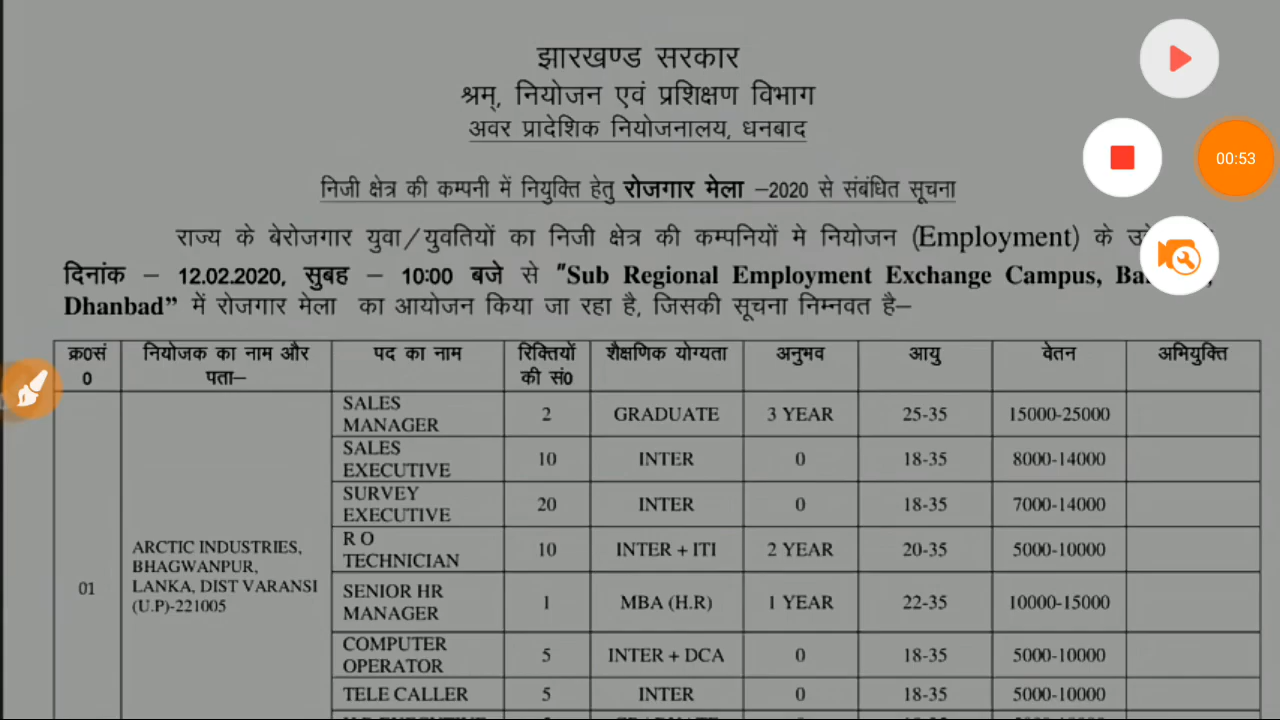 झारखण्ड सरकार
श्रम, नियोजन एवं प्रशिक्षण विभाग
अवर प्रादेशिक नियोजनालय, धनबाद
निजी क्षेत्र की कम्पनी में नियुक्ति हेतु रोजगार मेला –2020 से संबंधित सूचना
राज्य के बेरोजगार युवा/युवतियों का निजी क्षेत्र की कम्पनियों मे नियोजन (Employment) के
दिनांक – 12.02.2020, सुबह – 10:00 बजे से "Sub Regional Employment Exchange Campus,
Dhanbad" में रोजगार मेला का आयोजन किया जा रहा है, जिसकी सूचना निम्नवत है–
क्र0सं0 नियोजक का नाम और पता– पद का नाम रिक्तियों की सं0 शैक्षणिक योग्यता अनुभव आयु वेतन अभियुक्ति
01 ARCTIC INDUSTRIES, BHAGWANPUR, LANKA, DIST VARANSI (U.P)-221005
SALES MANAGER 2 GRADUATE 3 YEAR 25-35 15000-25000
SALES EXECUTIVE 10 INTER 0 18-35 8000-14000
SURVEY EXECUTIVE 20 INTER 0 18-35 7000-14000
R O TECHNICIAN 10 INTER + ITI 2 YEAR 20-35 5000-10000
SENIOR HR MANAGER 1 MBA (H.R) 1 YEAR 22-35 10000-15000
COMPUTER OPERATOR 5 INTER + DCA 0 18-35 5000-10000
TELE CALLER 5 INTER 0 18-35 5000-10000
00:53